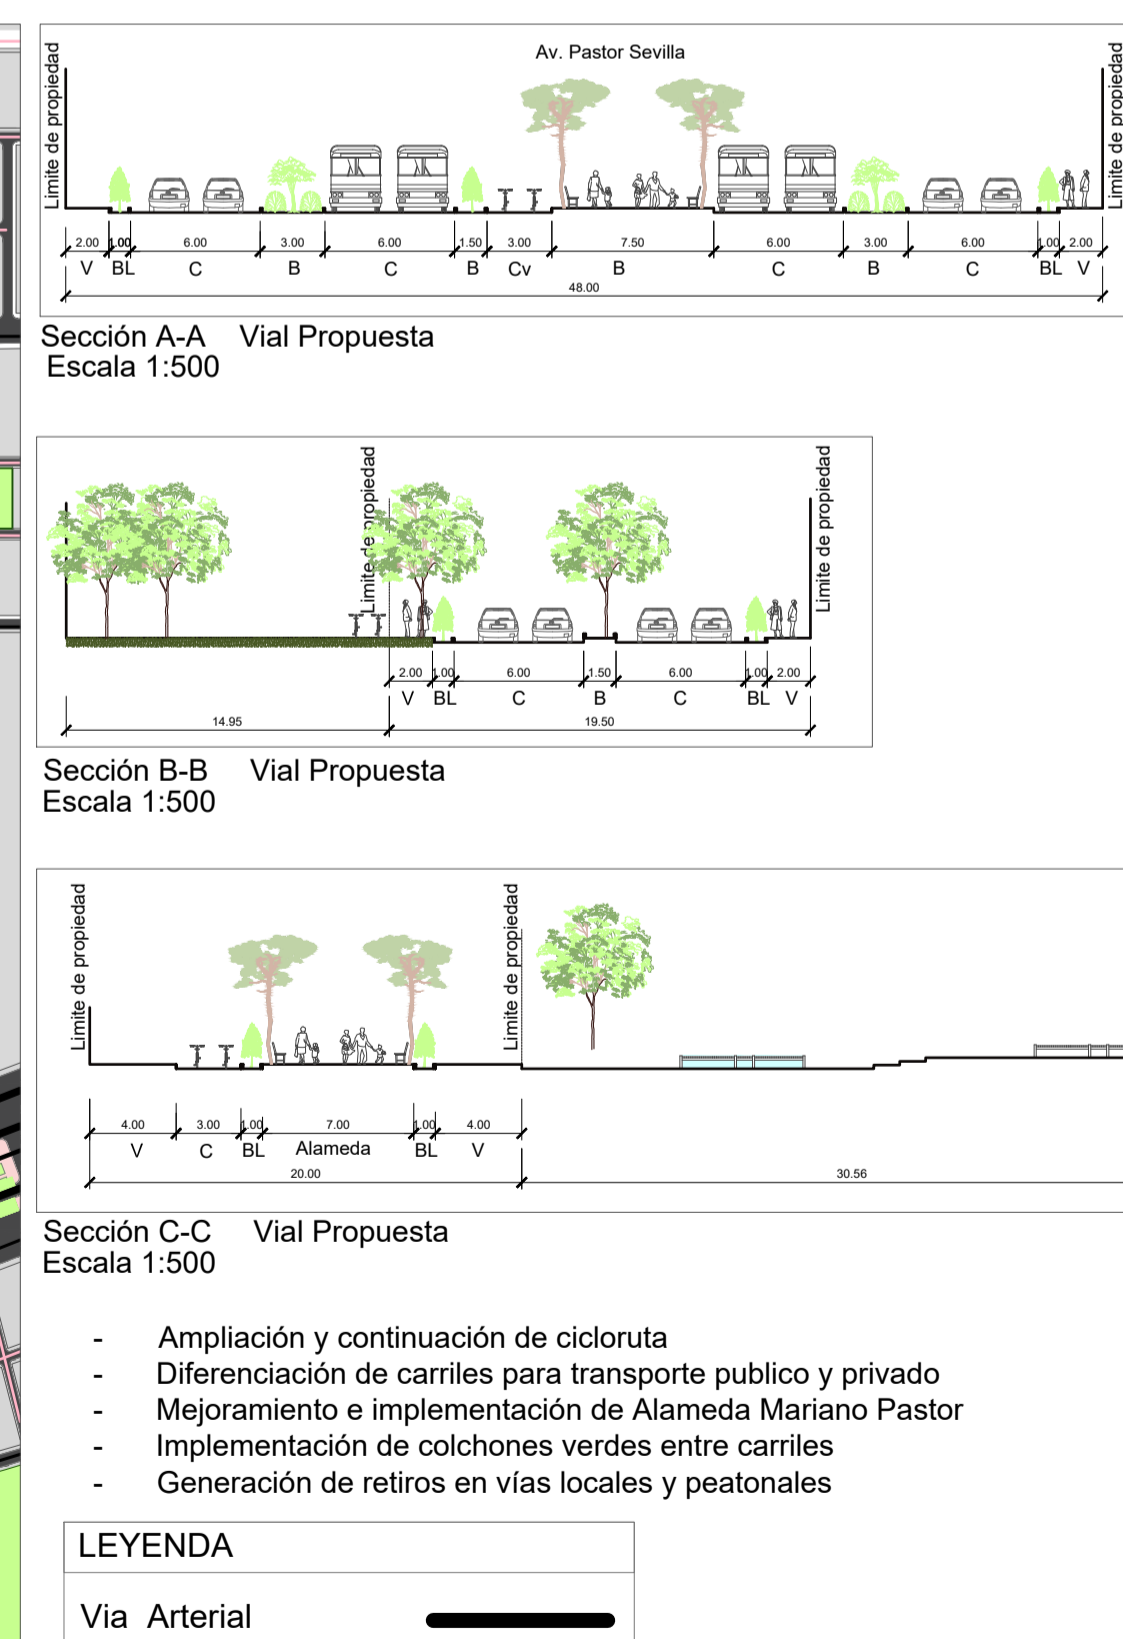 Av. Pastor Sevilla
Limite de propiedad
Limite de propiedad
2.00 1.00 6.00 3.00 6.00 1.50 3.00 7.50 6.00 3.00 6.00 1.00 2.00
V BL C B C B Cv B C B C BL V
48.00
Sección A-A Vial Propuesta
Escala 1:500
Limite de propiedad
Limite de propiedad
2.00 1.00 6.00 1.50 6.00 1.00 2.00
V BL C B C BL V
14.95 19.50
Sección B-B Vial Propuesta
Escala 1:500
Limite de propiedad
Limite de propiedad
4.00 3.00 1.00 7.00 1.00 4.00
V C BL Alameda BL V
20.00 30.56
Sección C-C Vial Propuesta
Escala 1:500
- Ampliación y continuación de cicloruta
- Diferenciación de carriles para transporte publico y privado
- Mejoramiento e implementación de Alameda Mariano Pastor
- Implementación de colchones verdes entre carriles
- Generación de retiros en vías locales y peatonales
LEYENDA
Via Arterial